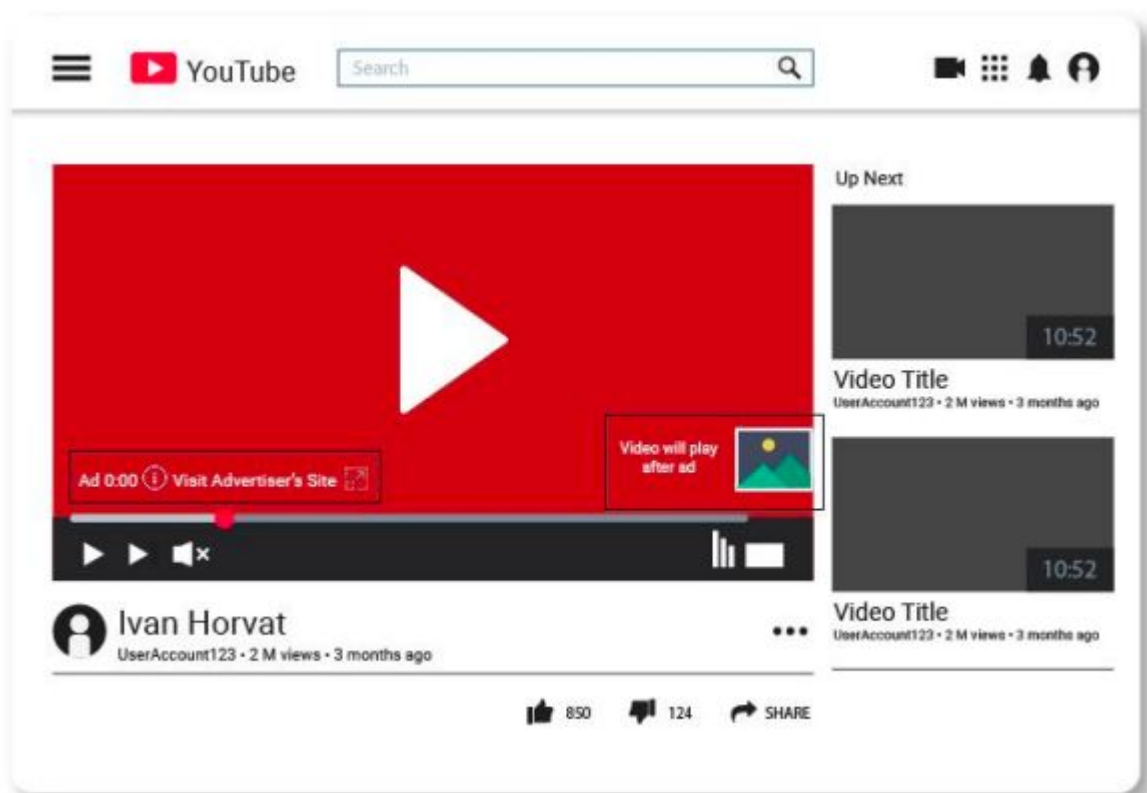 YouTube
Search
Up Next
10:52
Video Title
UserAccount123 • 2 M views • 3 months ago
Video will play
after ad
Ad 0:00 i Visit Advertiser's Site
10:52
Ivan Horvat
UserAccount123 • 2 M views • 3 months ago
Video Title
UserAccount123 • 2 M views • 3 months ago
850
124
SHARE